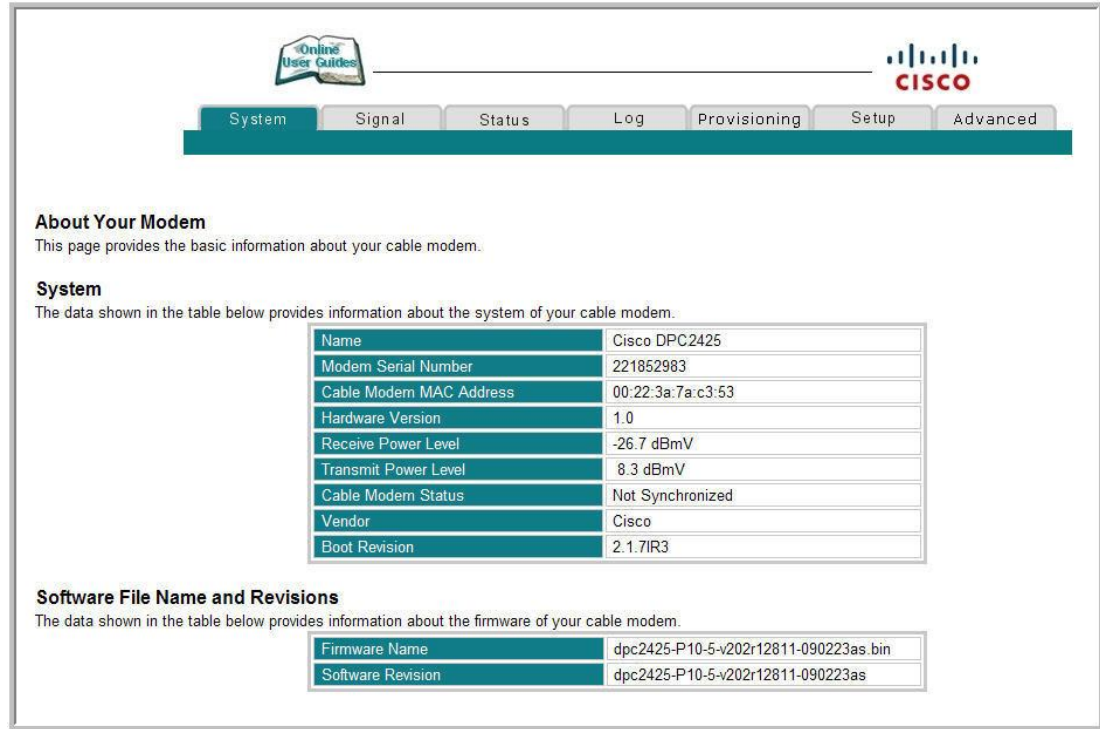 Online
User Guides
CISCO
System Signal Status Log Provisioning Setup Advanced
About Your Modem
This page provides the basic information about your cable modem.
System
The data shown in the table below provides information about the system of your cable modem.
Name Cisco DPC2425
Modem Serial Number 221852983
Cable Modem MAC Address 00:22:3a:7a:c3:53
Hardware Version 1.0
Receive Power Level -26.7 dBmV
Transmit Power Level 8.3 dBmV
Cable Modem Status Not Synchronized
Vendor Cisco
Boot Revision 2.1.7IR3
Software File Name and Revisions
The data shown in the table below provides information about the firmware of your cable modem.
Firmware Name dpc2425-P10-5-v202r12811-090223as.bin
Software Revision dpc2425-P10-5-v202r12811-090223as